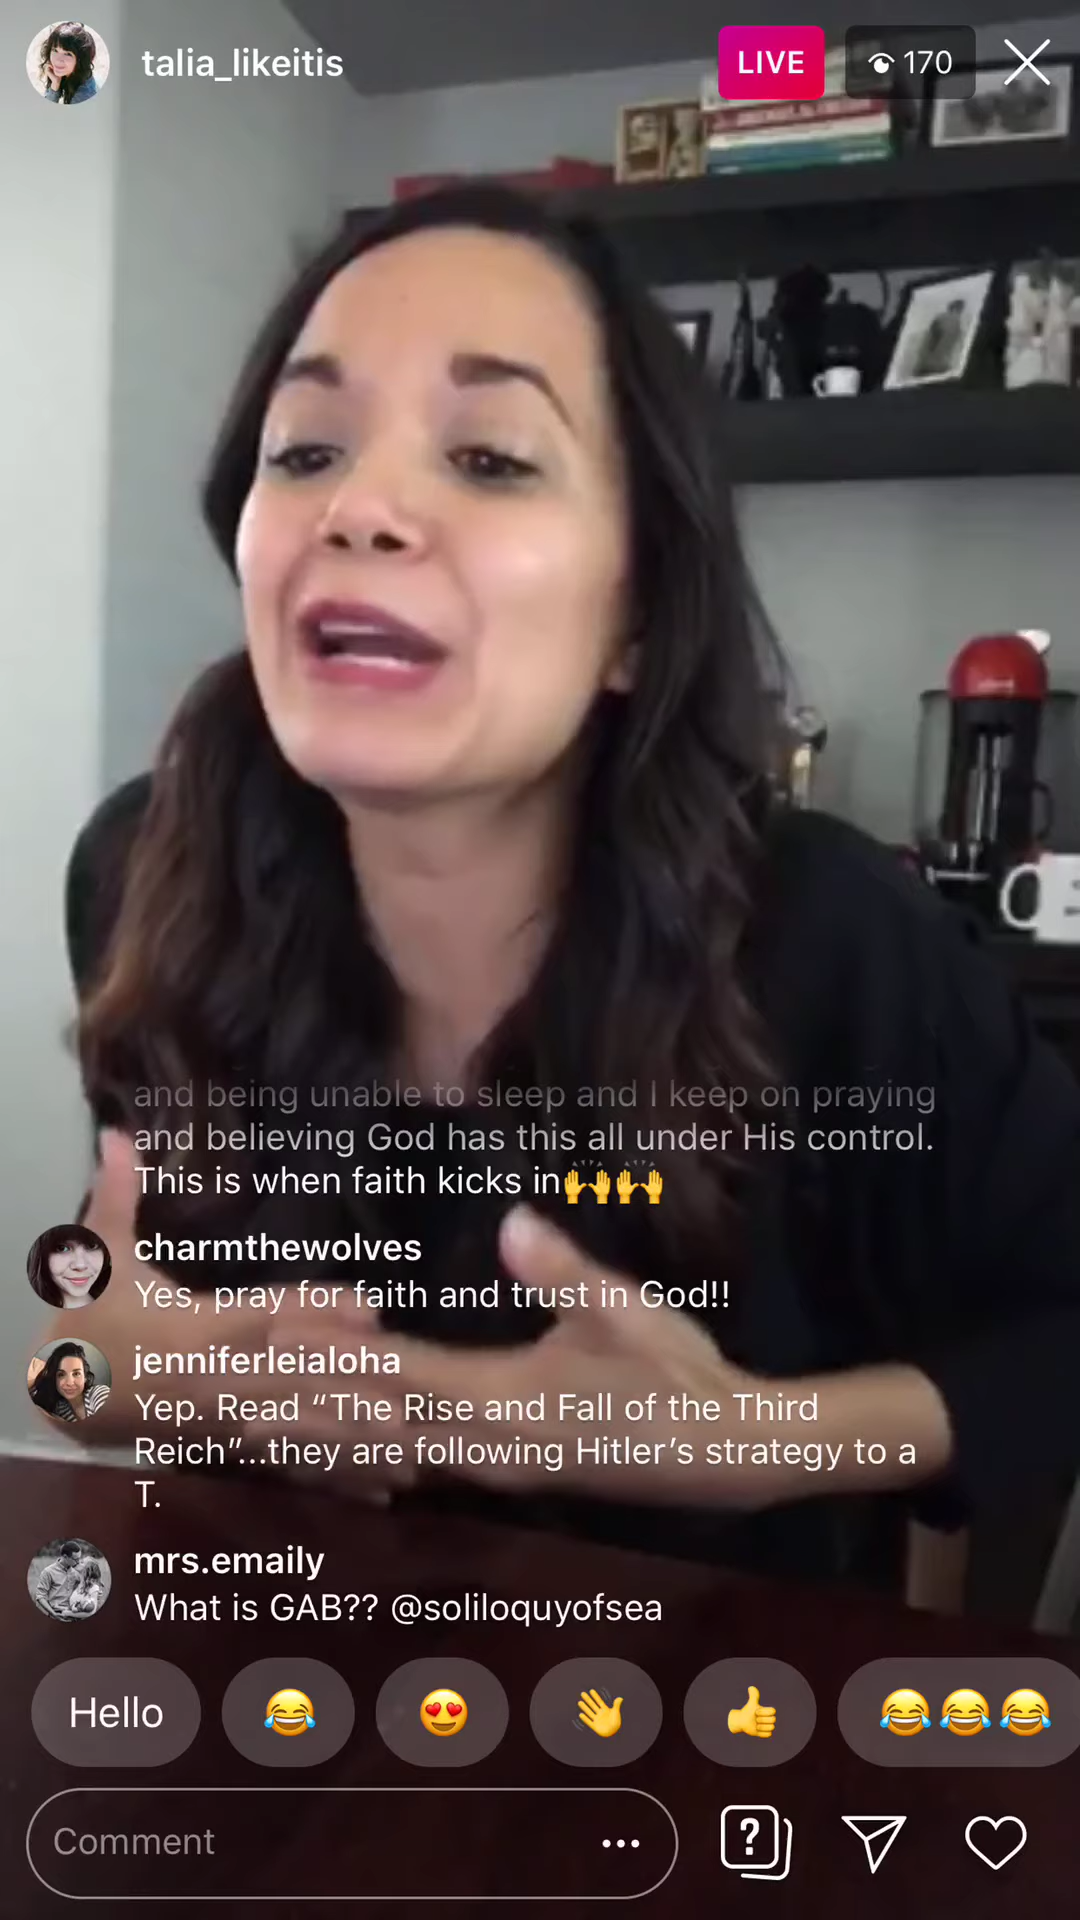 talia_likeitis
LIVE
170
and being unable to sleep and I keep on praying
and believing God has this all under His control.
This is when faith kicks in🙌🙌
charmthewolves
Yes, pray for faith and trust in God!!
jenniferleialoha
Yep. Read “The Rise and Fall of the Third
Reich”...they are following Hitler’s strategy to a
T.
mrs.emaily
What is GAB?? @soliloquyofsea
Hello 😂 😍 👋 👍 😂😂😂
Comment